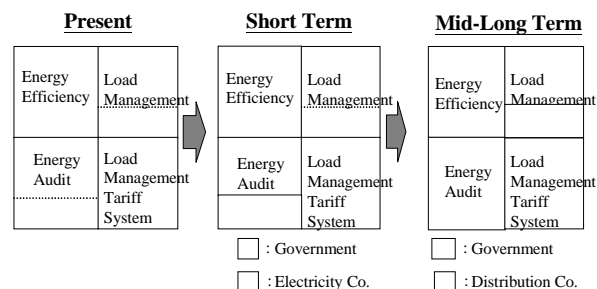 Present
Energy
Efficiency
Load
Management
Energy
Audit
Load
Management
Tariff
System
Short Term
Energy
Efficiency
Load
Management
Energy
Audit
Load
Management
Tariff
System
: Government
: Electricity Co.
Mid-Long Term
Energy
Efficiency
Load
Management
Energy
Audit
Load
Management
Tariff
System
: Government
: Distribution Co.